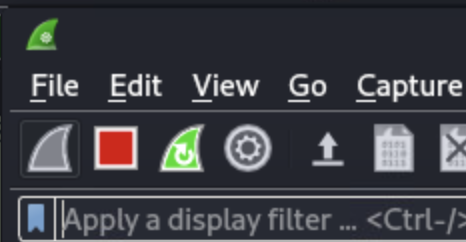 File Edit View Go Capture
Apply a display filter ... <Ctrl-/>